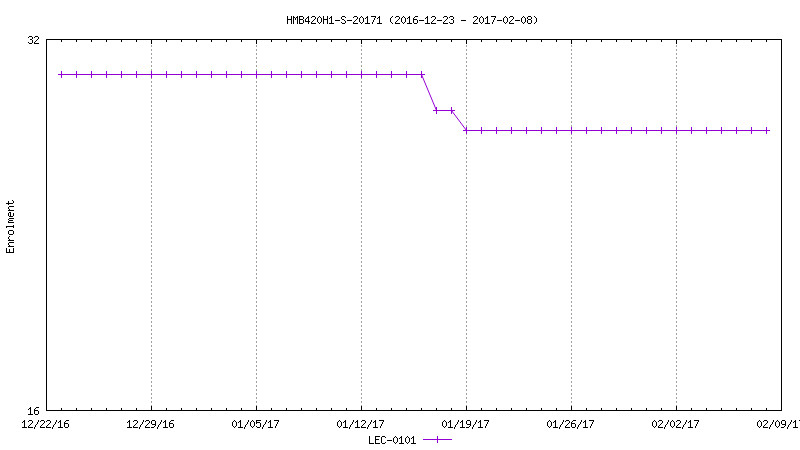 HMB420H1-S-20171 (2016-12-23 - 2017-02-08)
32
Enrolment
16
12/22/16 12/29/16 01/05/17 01/12/17 01/19/17 01/26/17 02/02/17 02/09/1
LEC-0101